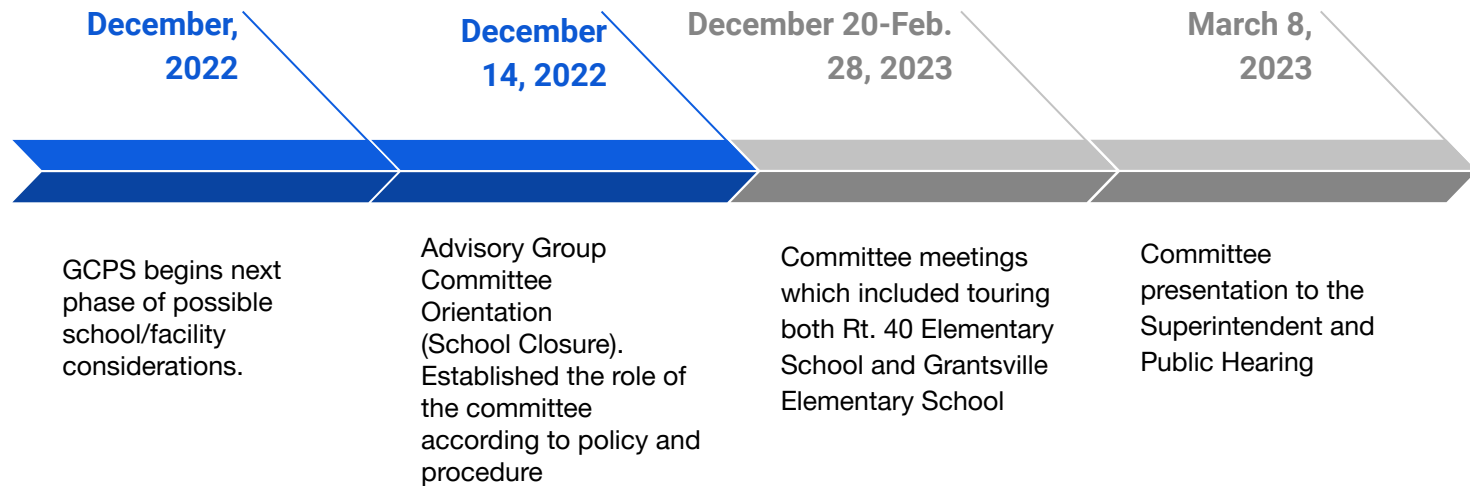 December,
2022
December
14, 2022
December 20-Feb.
28, 2023
March 8,
2023
GCPS begins next
phase of possible
school/facility
considerations.
Advisory Group
Committee
Orientation
(School Closure).
Established the role of
the committee
according to policy and
procedure
Committee meetings
which included touring
both Rt. 40 Elementary
School and Grantsville
Elementary School
Committee
presentation to the
Superintendent and
Public Hearing